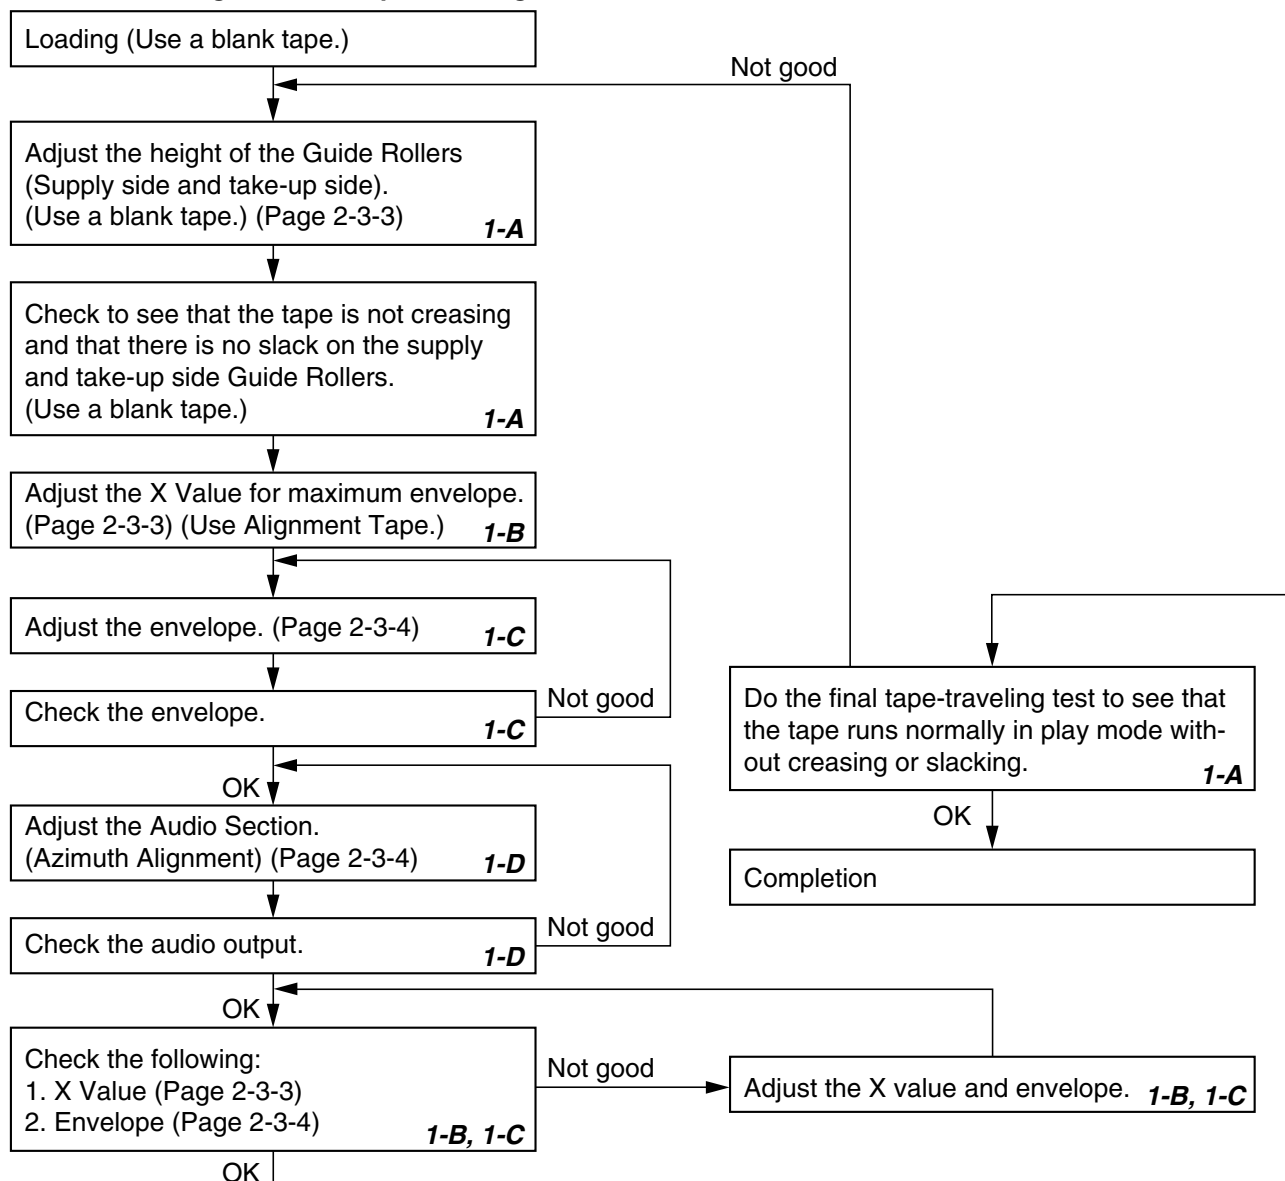 Loading (Use a blank tape.)
Not good
Adjust the height of the Guide Rollers
(Supply side and take-up side).
(Use a blank tape.) (Page 2-3-3)
1-A
Check to see that the tape is not creasing
and that there is no slack on the supply
and take-up side Guide Rollers.
(Use a blank tape.)
1-A
Adjust the X Value for maximum envelope.
(Page 2-3-3) (Use Alignment Tape.)
1-B
Adjust the envelope. (Page 2-3-4)
1-C
Check the envelope.
1-C
Not good
OK
Adjust the Audio Section.
(Azimuth Alignment) (Page 2-3-4)
1-D
Check the audio output.
1-D
Not good
OK
Check the following:
1. X Value (Page 2-3-3)
2. Envelope (Page 2-3-4)
1-B, 1-C
Not good
Adjust the X value and envelope.
1-B, 1-C
OK
Do the final tape-traveling test to see that
the tape runs normally in play mode with-
out creasing or slacking.
1-A
OK
Completion